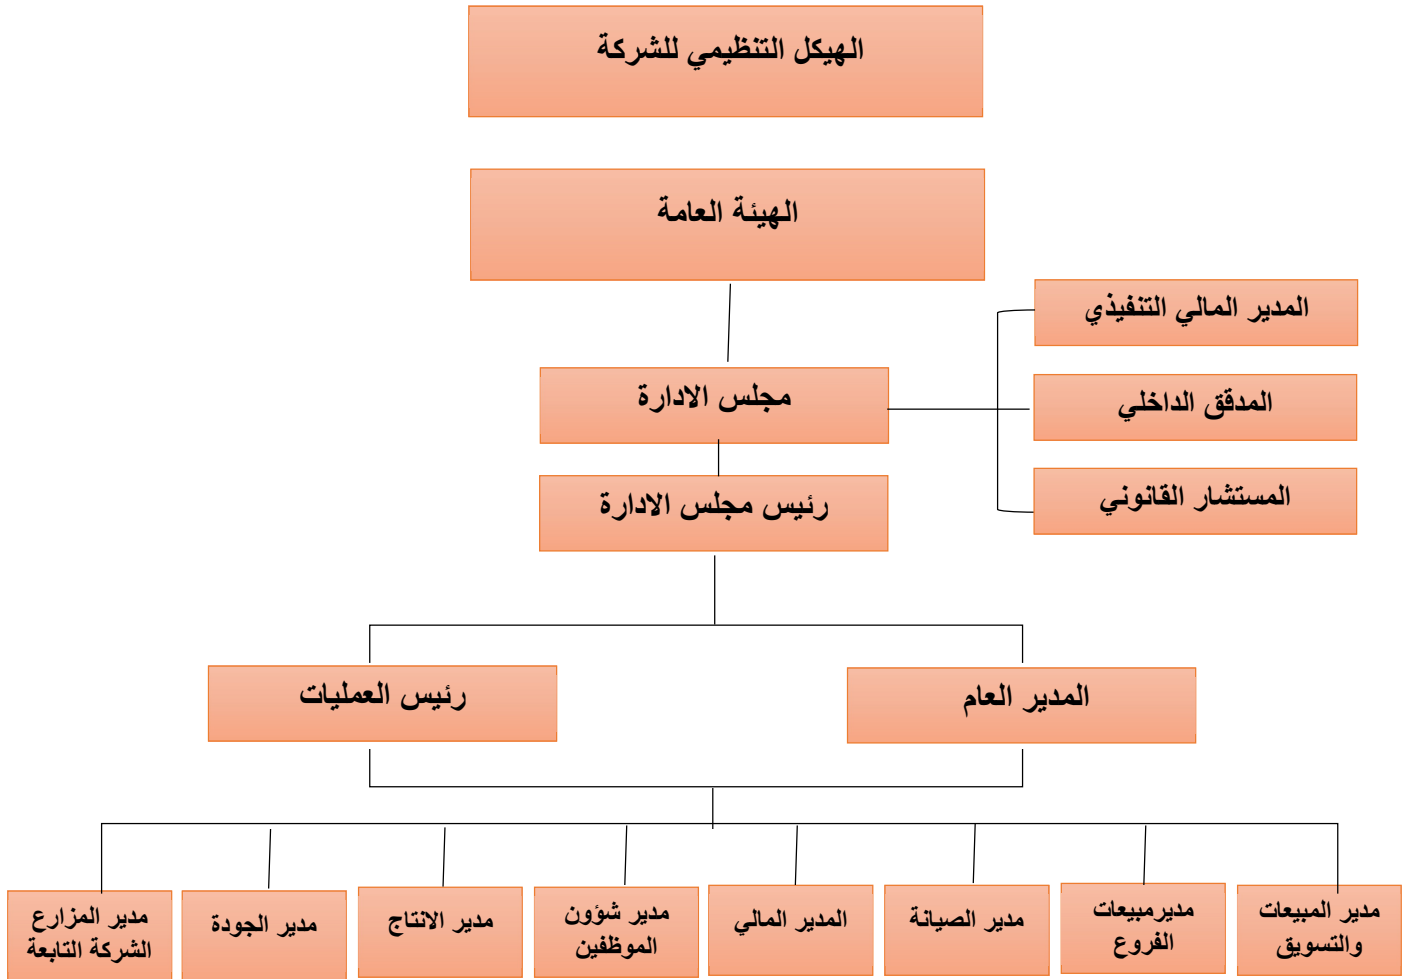 الهيكل التنظيمي للشركة
الهيئة العامة
المدير المالي التنفيذي
مجلس الادارة
المدقق الداخلي
رئيس مجلس الادارة
المستشار القانوني
المدير العام
رئيس العمليات
مدير المبيعات
والتسويق
مديرمبيعات
الفروع
مدير الصيانة
المدير المالي
مدير شؤون
الموظفين
مدير الانتاج
مدير الجودة
مدير المزارع
الشركة التابعة